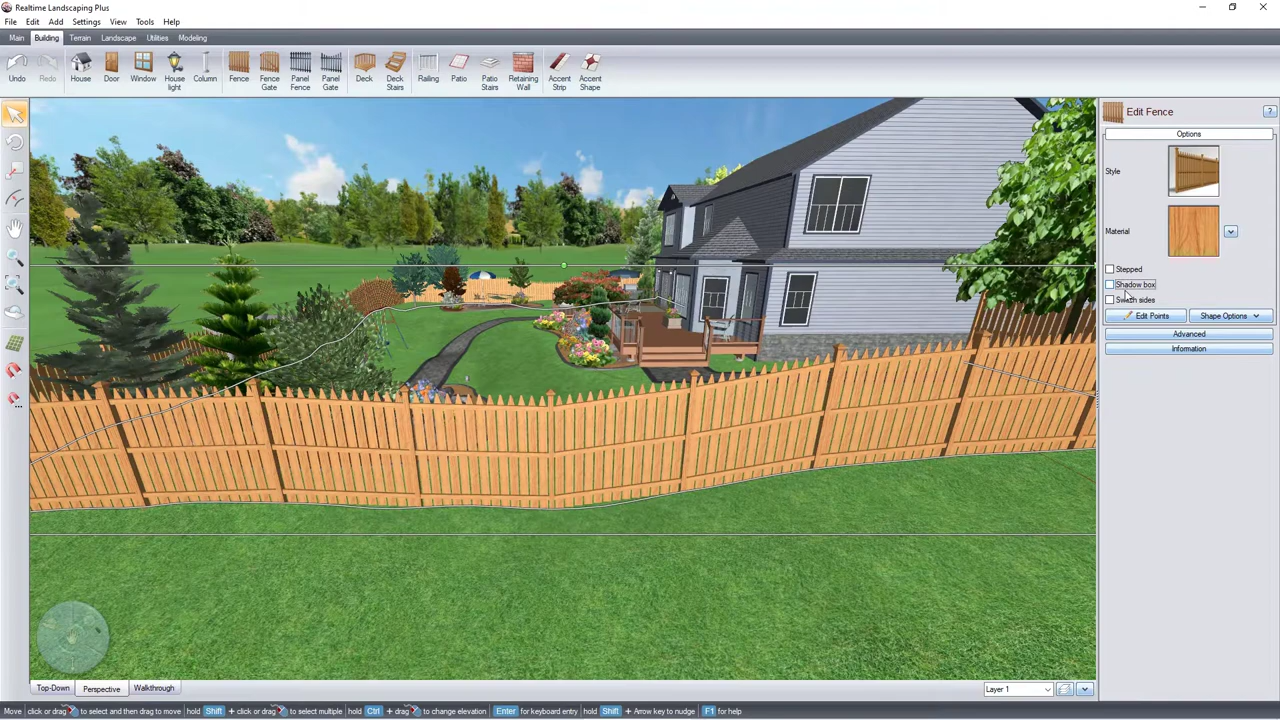 Realtime Landscaping Plus
File Edit Add Settings View Tools Help
Main Building Terrain Landscape Utilities Modeling
Undo Redo House Door Window House light Column Fence Fence Gate Panel Fence Panel Gate Deck Deck Stairs Railing Patio Patio Stairs Retaining Wall Accent Strip Accent Shape
Edit Fence ?
Options
Style
Material
Stepped
Shadow box
Switch sides
Edit Points Shape Options
Advanced
Information
Top-Down Perspective Walkthrough Layer 1
Move click or drag to select and then drag to move hold Shift + click or drag to select multiple hold Ctrl + drag to change elevation Enter for keyboard entry hold Shift + Arrow key to nudge F1 for help